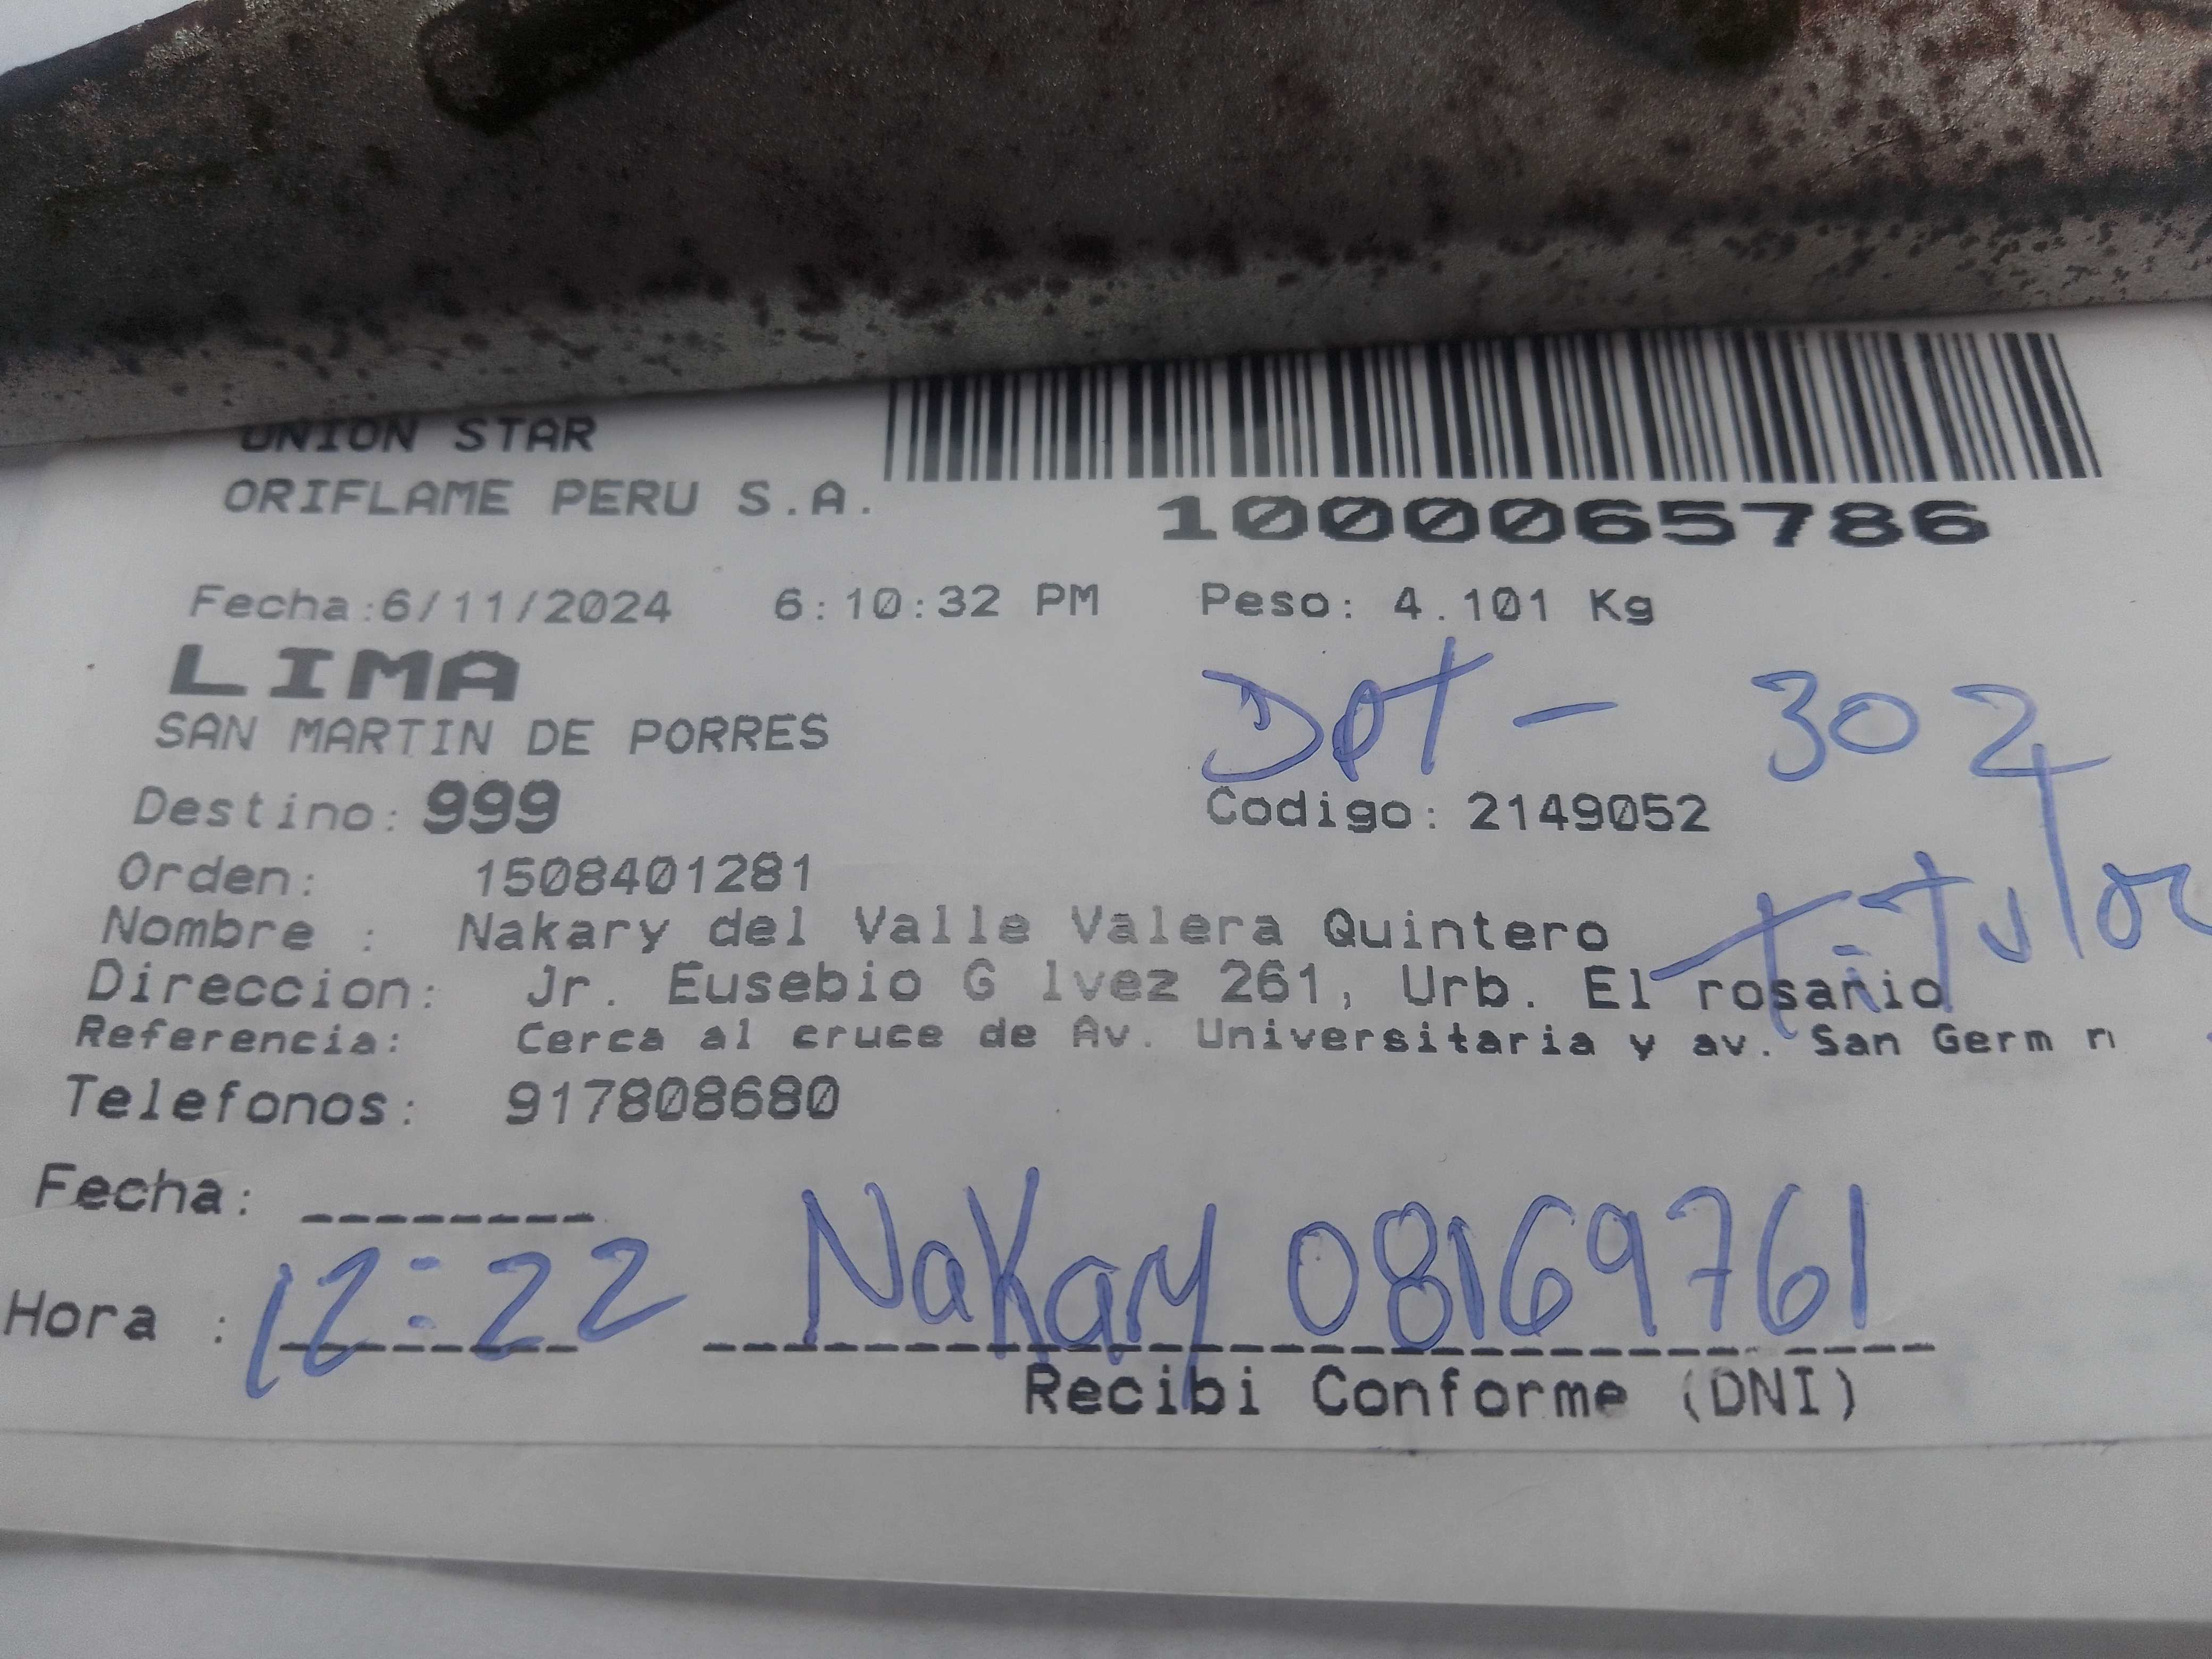 UNION STAR
ORIFLAME PERU S.A.
1000065786
Fecha:6/11/2024 6:10:32 PM Peso: 4.101 Kg
LIMA
SAN MARTIN DE PORRES
Dpt - 302
Destino: 999
Codigo: 2149052
Orden: 1508401281
Titular
Nombre : Nakary del Valle Valera Quintero
Direccion: Jr. Eusebio G lvez 261, Urb. El rosario
Referencia: Cerca al cruce de Av. Universitaria y av. San Germ n
Telefonos: 917808680
Fecha: --------
Hora : 12:22
Nakary 08169761
Recibi Conforme (DNI)